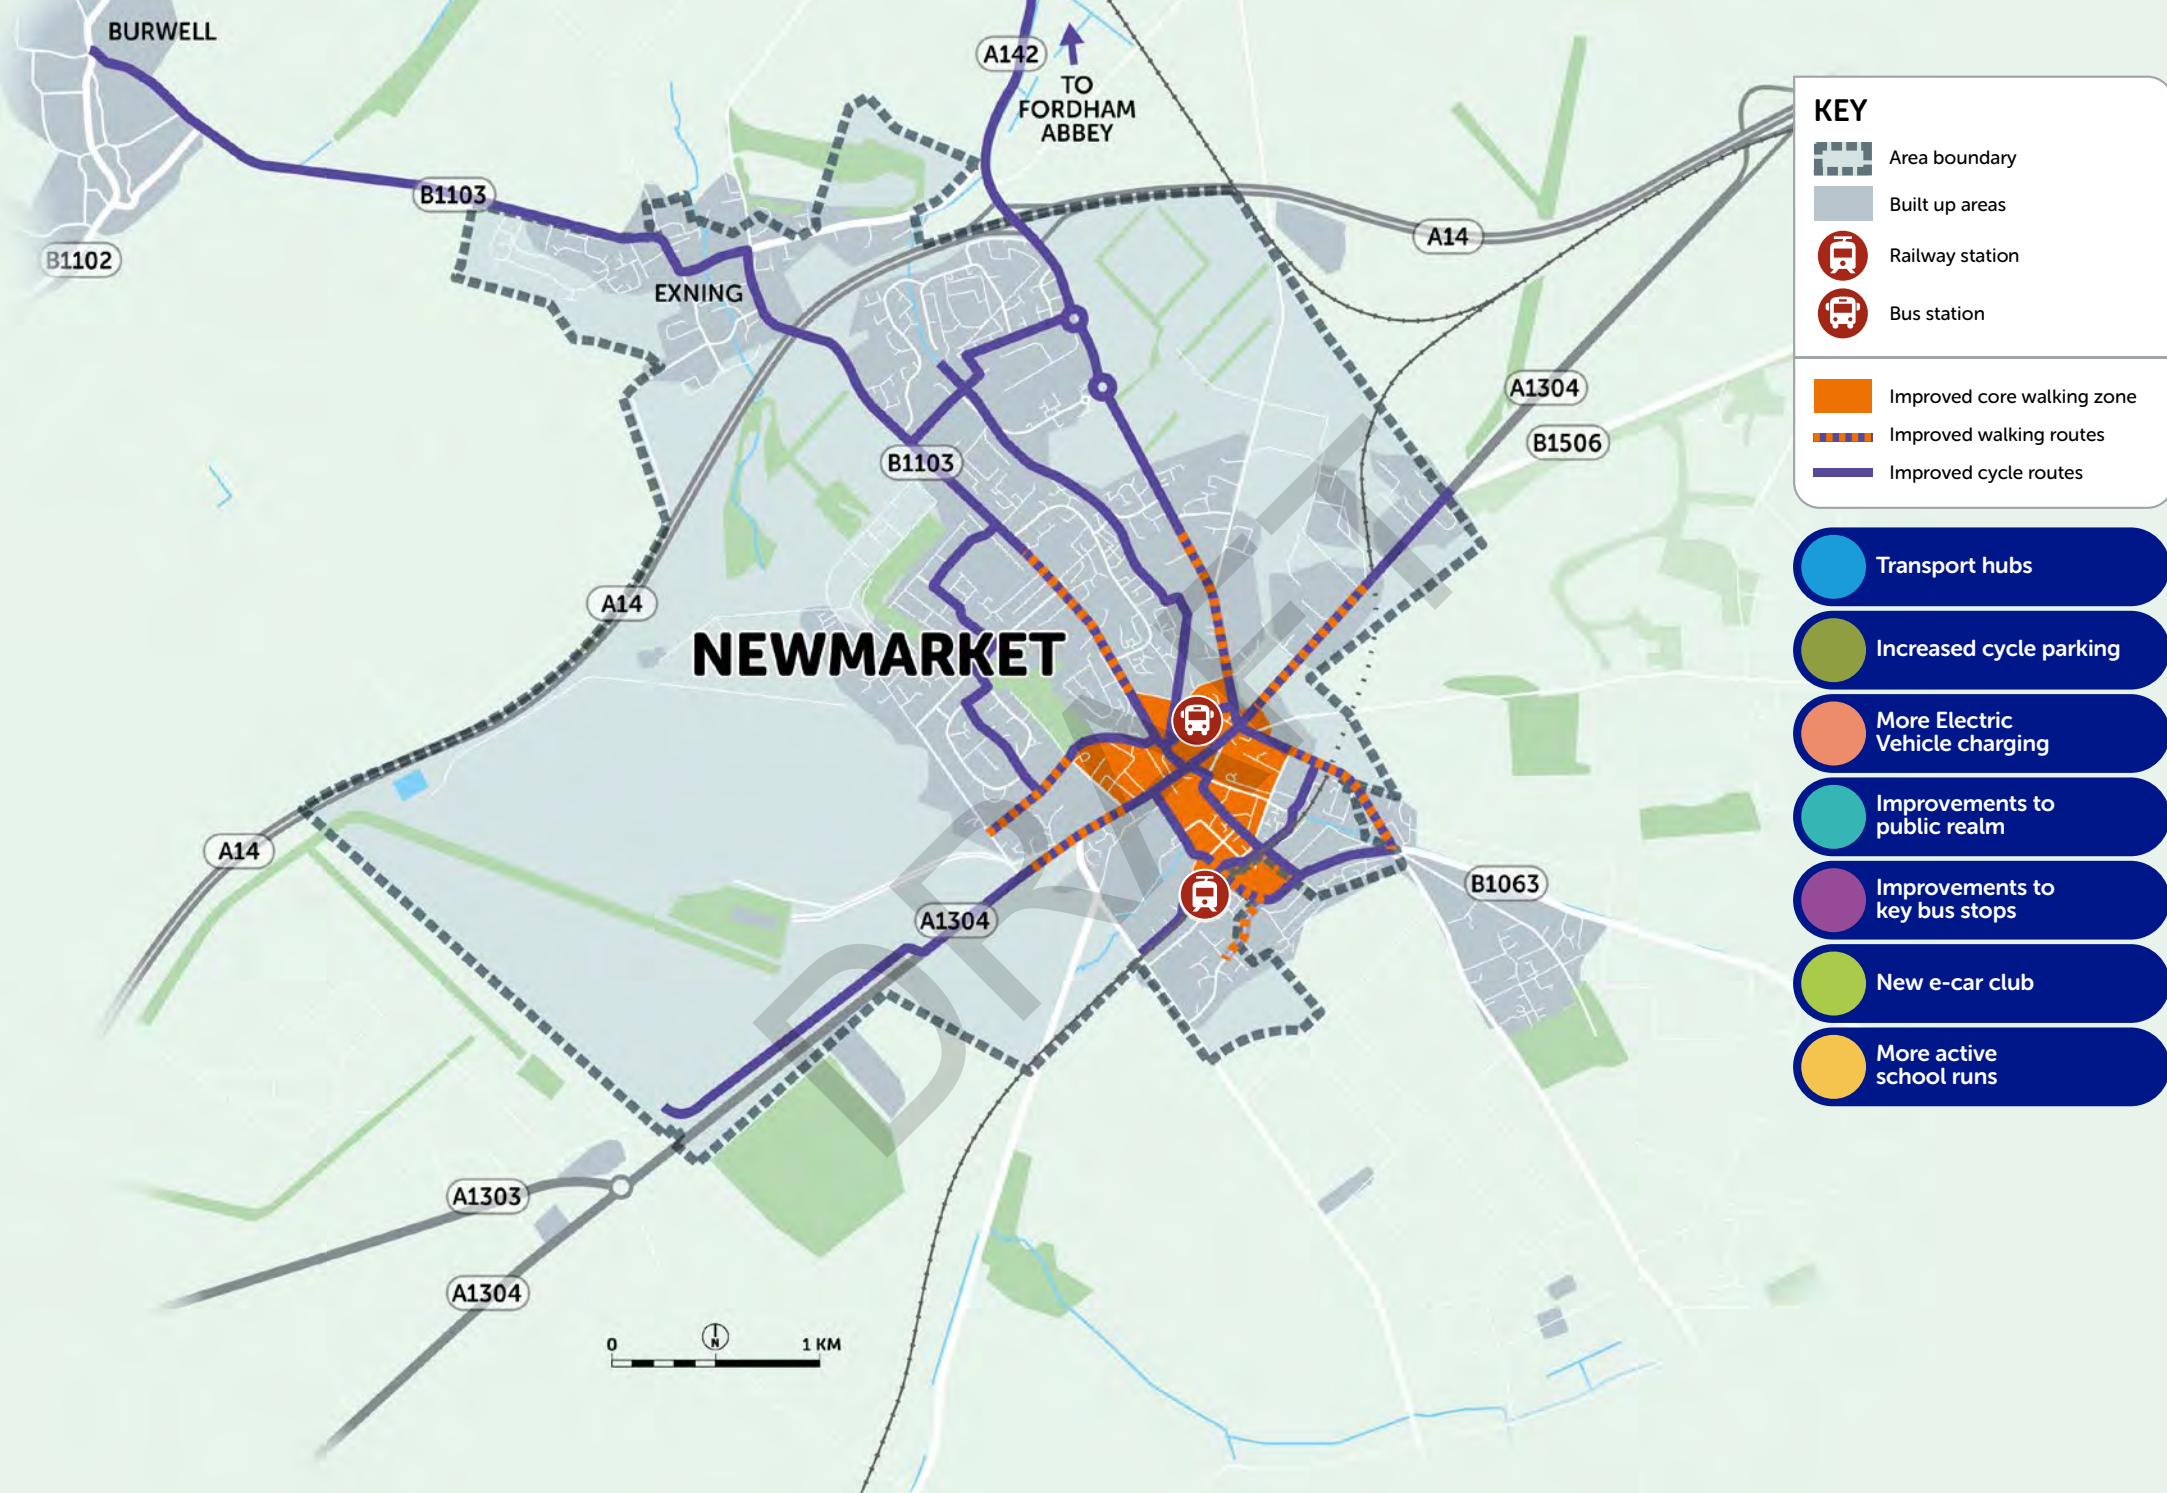 BURWELL
A142
TO
FORDHAM
ABBEY
B1103
B1102
EXNING
A14
A1304
B1506
B1103
A14
NEWMARKET
A14
A1304
B1063
A1303
A1304
0
N
1 KM
DRAFT
KEY
Area boundary
Built up areas
Railway station
Bus station
Improved core walking zone
Improved walking routes
Improved cycle routes
Transport hubs
Increased cycle parking
More Electric
Vehicle charging
Improvements to
public realm
Improvements to
key bus stops
New e-car club
More active
school runs